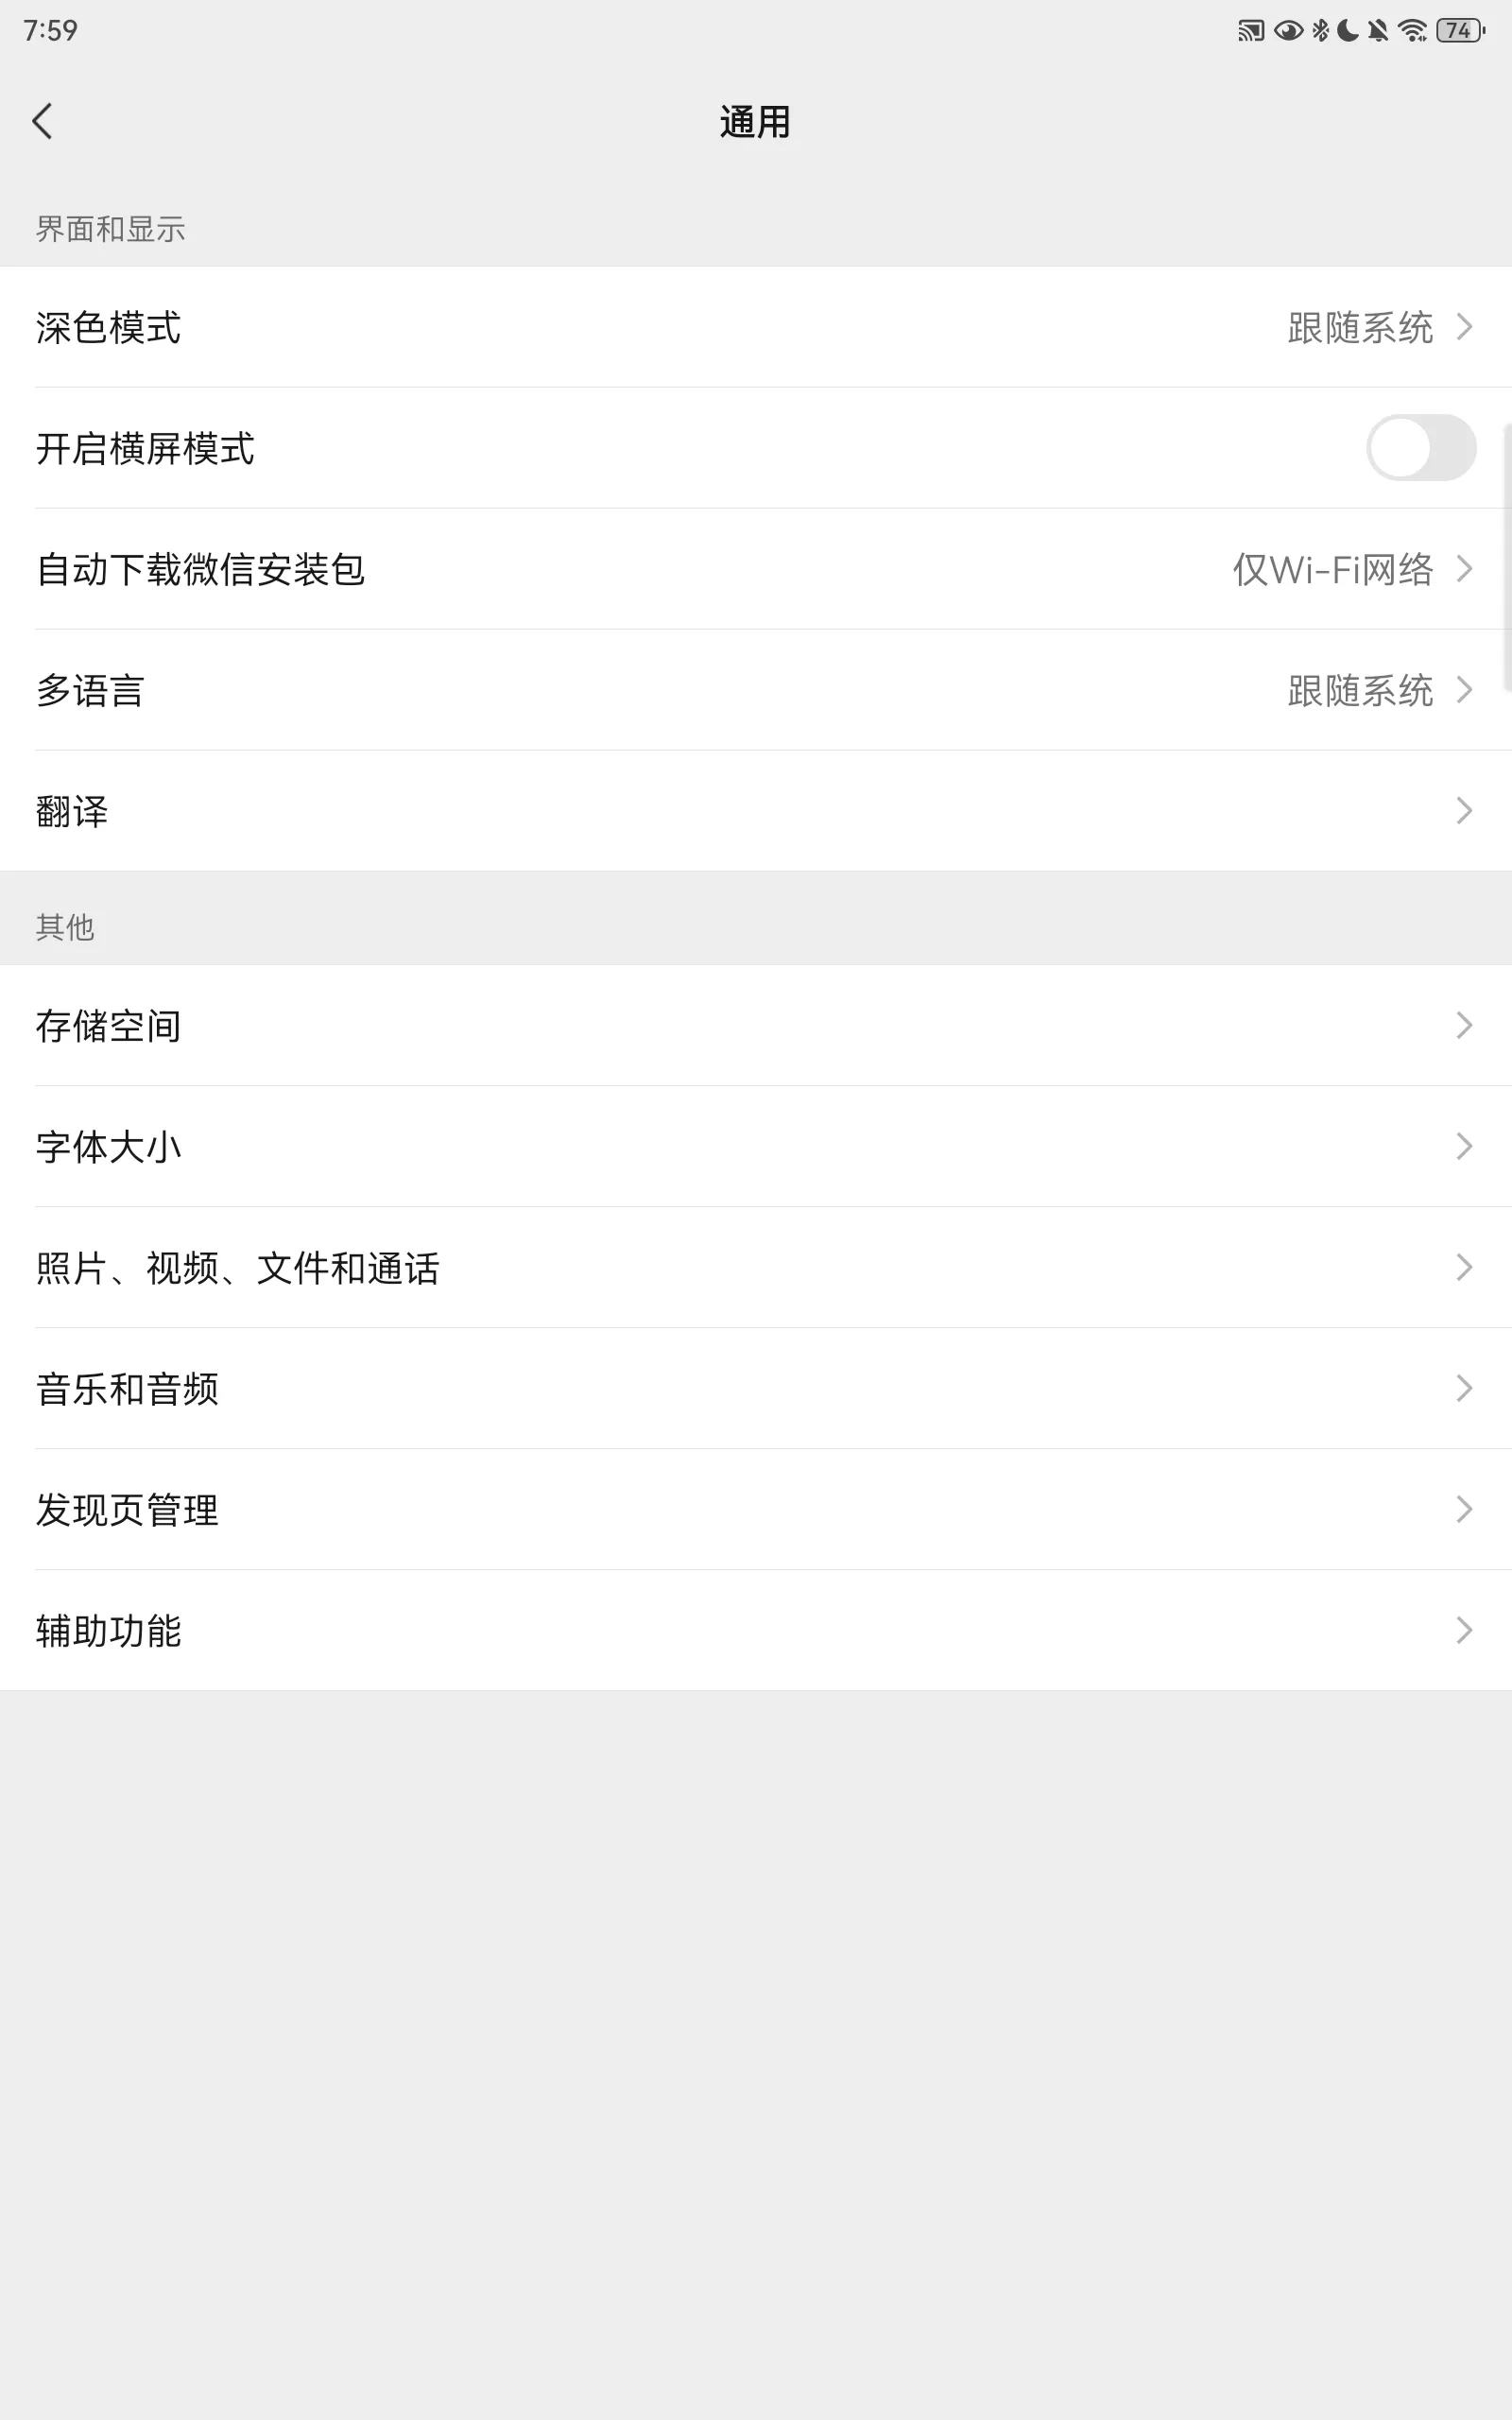 7:59
74
通用
界面和显示
深色模式
跟随系统
开启横屏模式
自动下载微信安装包
仅Wi-Fi网络
多语言
跟随系统
翻译
其他
存储空间
字体大小
照片、视频、文件和通话
音乐和音频
发现页管理
辅助功能